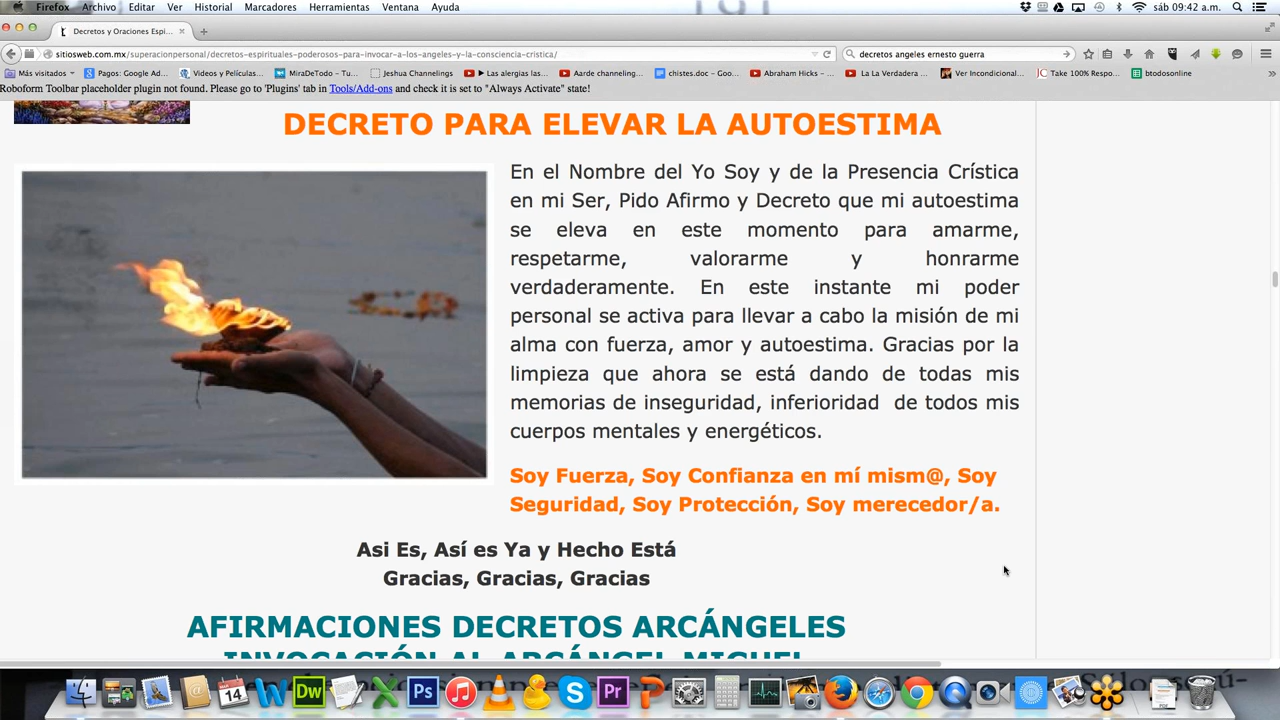 Firefox Archivo Editar Ver Historial Marcadores Herramientas Ventana Ayuda sáb 09:42 a.m.
Decretos y Oraciones Espi...
sitiosweb.com.mx/superacionpersonal/decretos-espirituales-poderosos-para-invocar-a-los-angeles-y-la-consciencia-cristica/ decretos angeles ernesto guerra
Más visitados Pagos: Google Ad... Videos y Películas... MiraDeTodo - Tu... Jeshua Channelings Las alergias las... Aarde channeling... chistes.doc - Goo... Abraham Hicks - ... La La Verdadera ... Ver Incondicional... Take 100% Respo... btodosonline
Roboform Toolbar placeholder plugin not found. Please go to 'Plugins' tab in Tools/Add-ons and check it is set to "Always Activate" state!
DECRETO PARA ELEVAR LA AUTOESTIMA
En el Nombre del Yo Soy y de la Presencia Crística
en mi Ser, Pido Afirmo y Decreto que mi autoestima
se eleva en este momento para amarme,
respetarme, valorarme y honrarme
verdaderamente. En este instante mi poder
personal se activa para llevar a cabo la misión de mi
alma con fuerza, amor y autoestima. Gracias por la
limpieza que ahora se está dando de todas mis
memorias de inseguridad, inferioridad de todos mis
cuerpos mentales y energéticos.
Soy Fuerza, Soy Confianza en mí mism@, Soy
Seguridad, Soy Protección, Soy merecedor/a.
Asi Es, Así es Ya y Hecho Está
Gracias, Gracias, Gracias
AFIRMACIONES DECRETOS ARCÁNGELES
INVOCACIÓN AL ARCÁNGEL MIGUEL
14
Dw
Ps
Pr